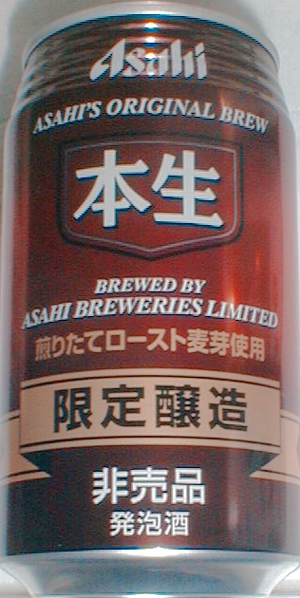 Asahi
ASAHI'S ORIGINAL BREW
本生
BREWED BY
ASAHI BREWERIES LIMITED
煎りたてロースト麦芽使用
限定醸造
非売品
発泡酒